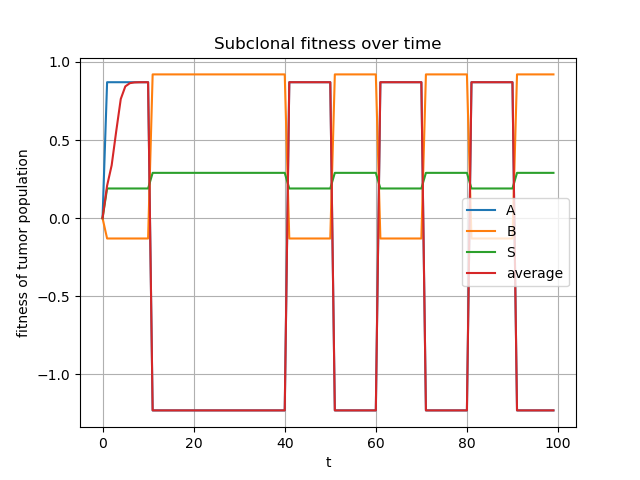 Subclonal fitness over time
fitness of tumor population
1.0
0.5
0.0
−0.5
−1.0
A
B
S
average
0
20
40
60
80
100
t